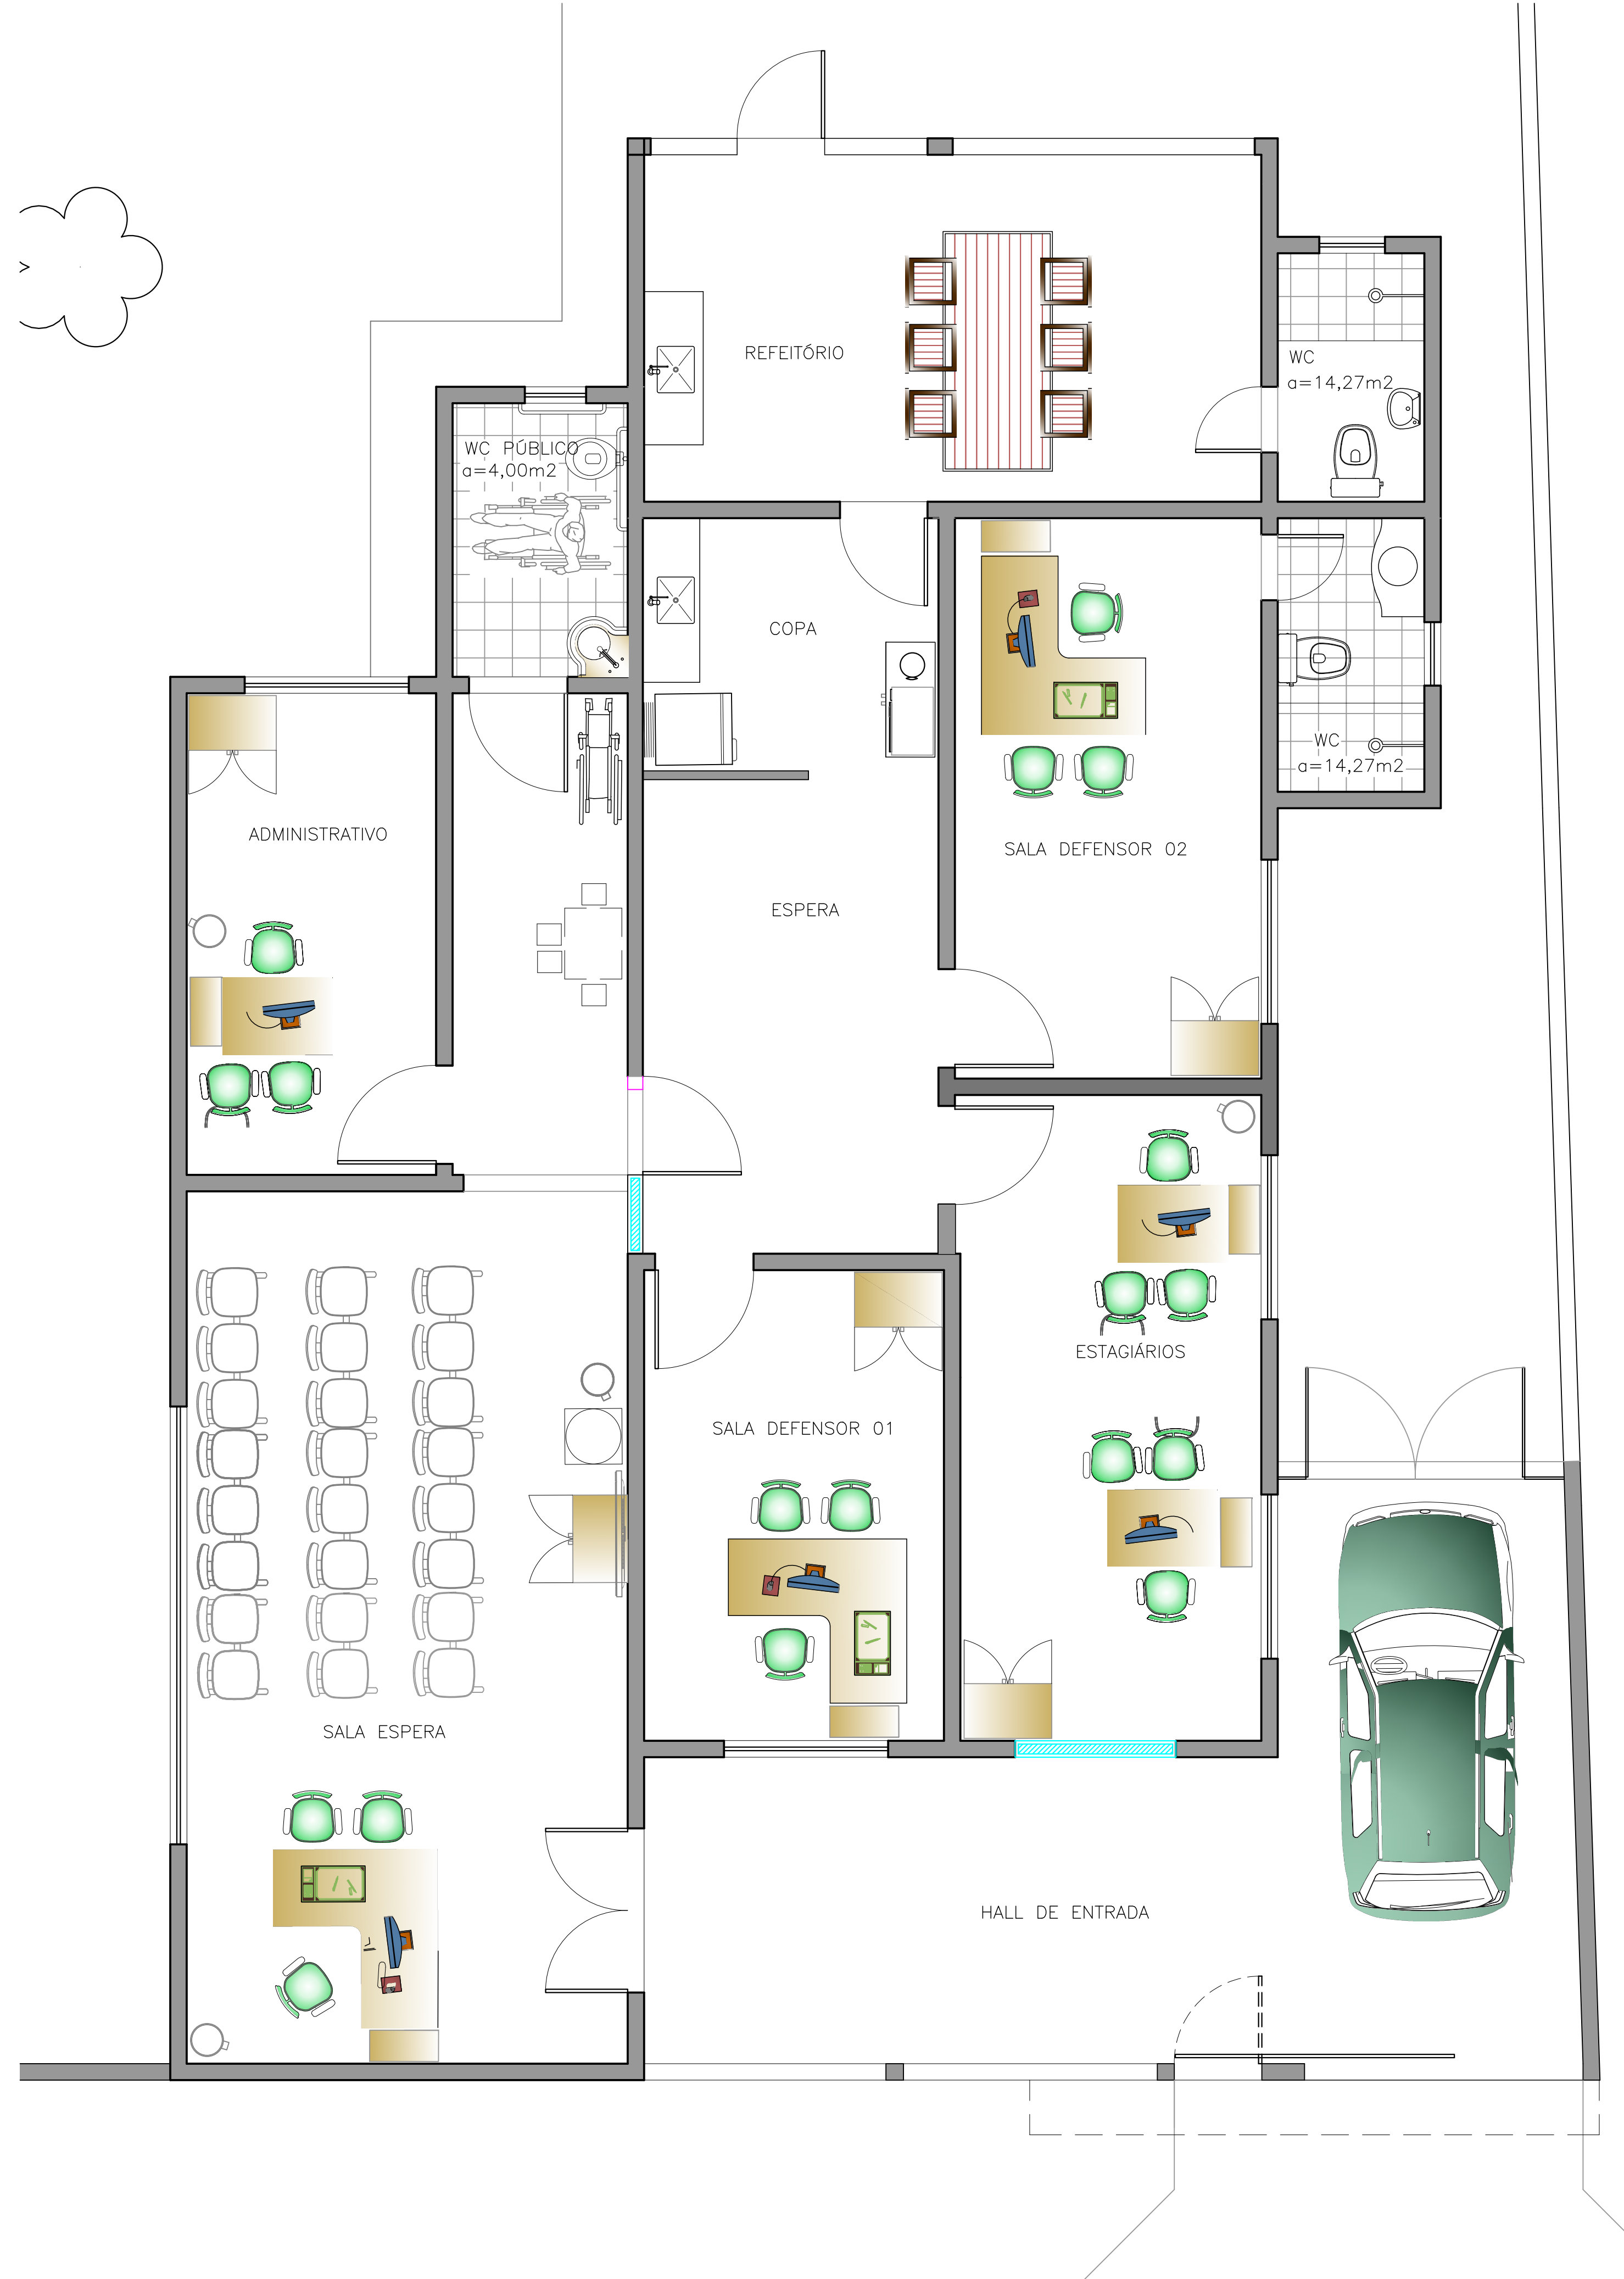 REFEITÓRIO
WC
a=14,27m2
WC PÚBLICO
a=4,00m2
COPA
WC
a=14,27m2
ADMINISTRATIVO
SALA DEFENSOR 02
ESPERA
ESTAGIÁRIOS
SALA DEFENSOR 01
SALA ESPERA
HALL DE ENTRADA